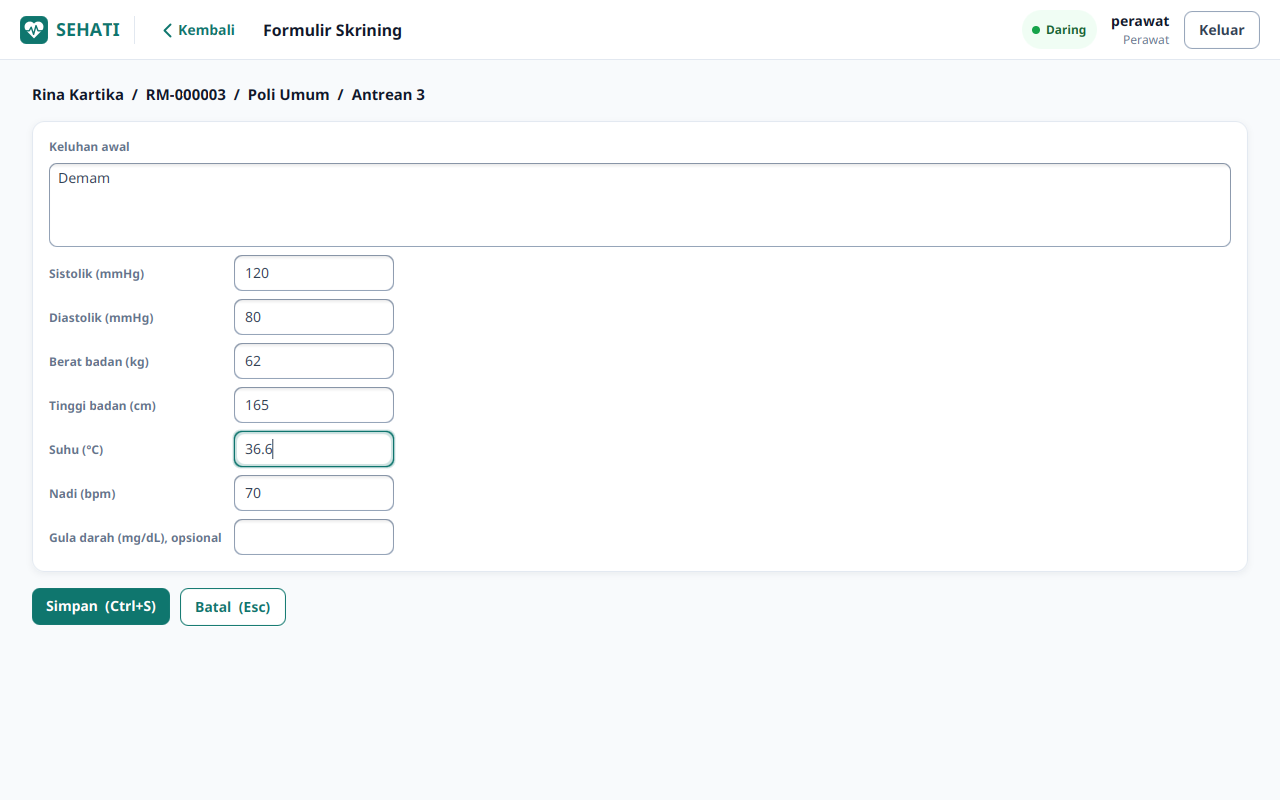 SEHATI
Kembali
Formulir Skrining
Daring
perawat
Perawat
Keluar
Rina Kartika / RM-000003 / Poli Umum / Antrean 3
Keluhan awal
Demam
Sistolik (mmHg) 120
Diastolik (mmHg) 80
Berat badan (kg) 62
Tinggi badan (cm) 165
Suhu (°C) 36.6
Nadi (bpm) 70
Gula darah (mg/dL), opsional
Simpan (Ctrl+S) Batal (Esc)